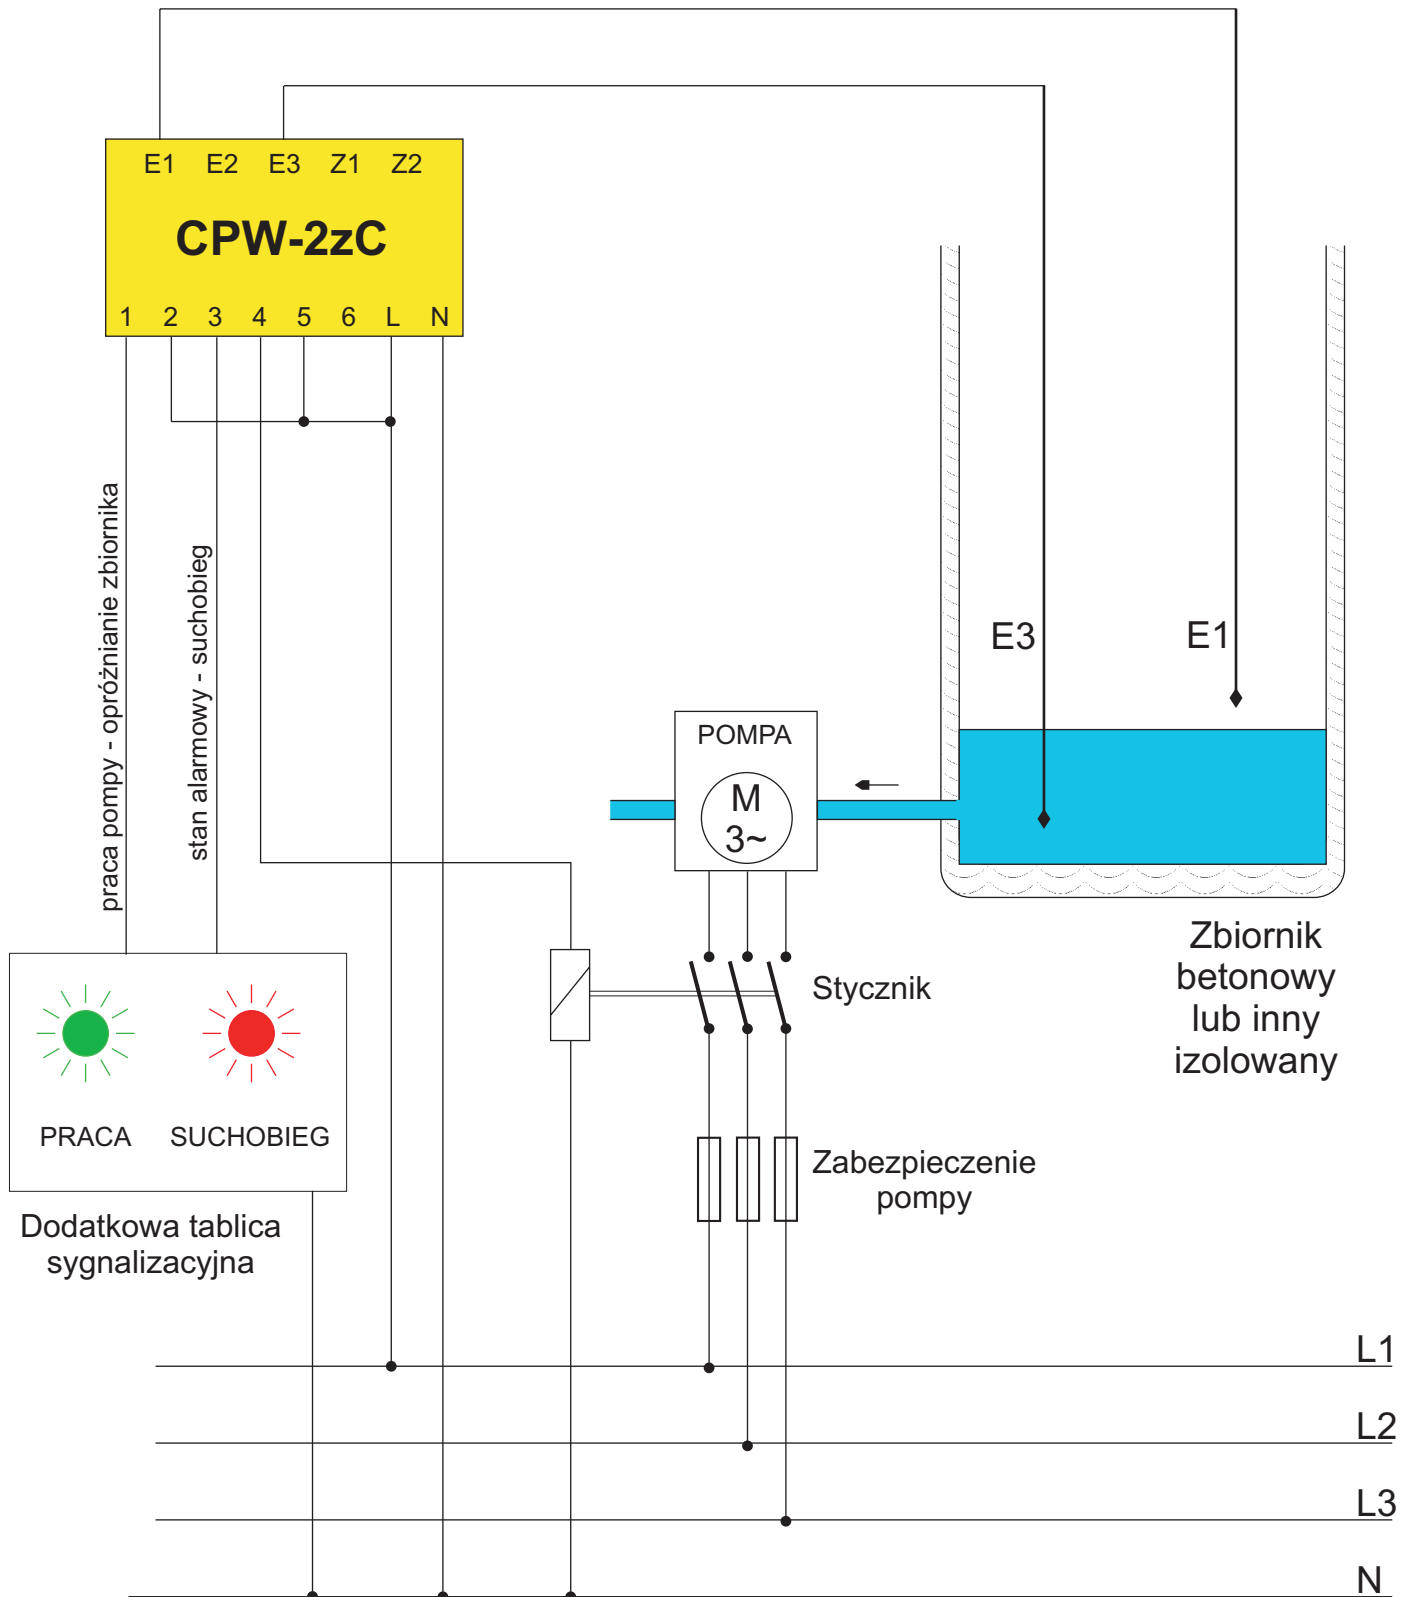 E1 E2 E3 Z1 Z2
CPW-2zC
1 2 3 4 5 6 L N
praca pompy - opróżnianie zbiornika
stan alarmowy - suchobieg
E3
E1
POMPA
M
3~
Zbiornik
betonowy
lub inny
izolowany
Stycznik
PRACA SUCHOBIEG
Zabezpieczenie
pompy
Dodatkowa tablica
sygnalizacyjna
L1
L2
L3
N